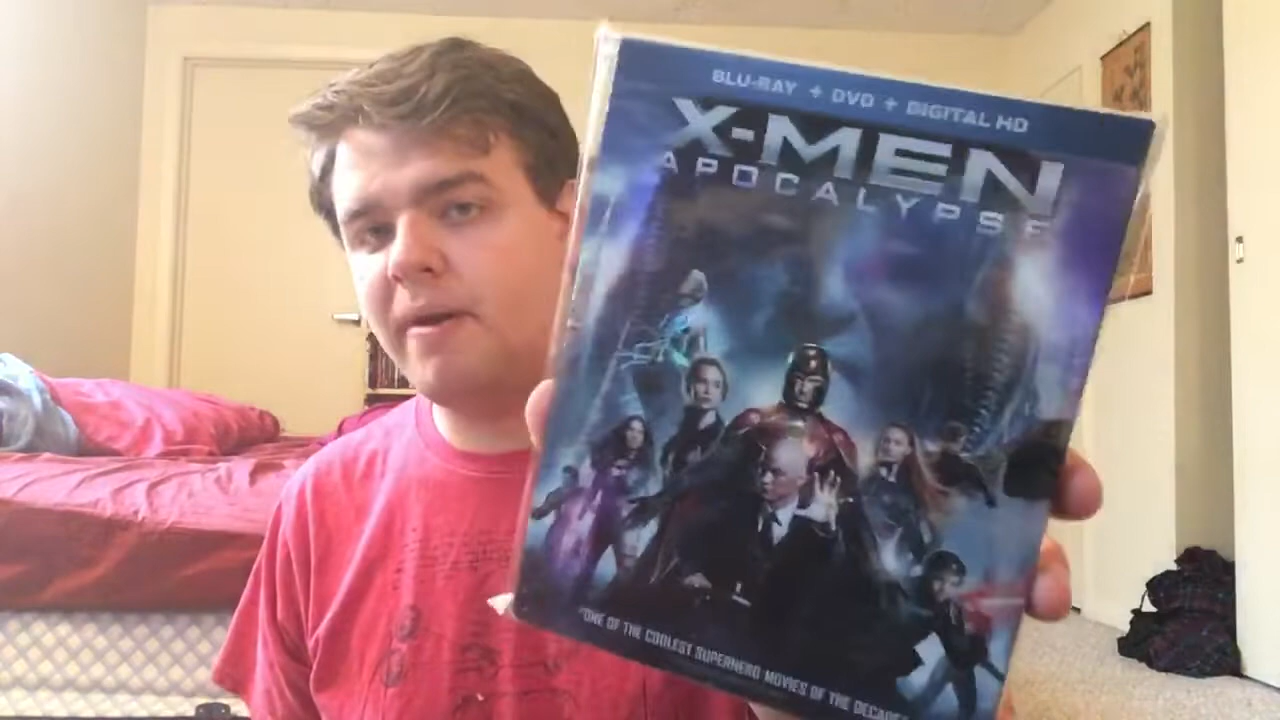 BLU-RAY + DVD + DIGITAL HD
X-MEN
APOCALYPSE
"ONE OF THE COOLEST SUPERHERO MOVIES OF THE DECADE"